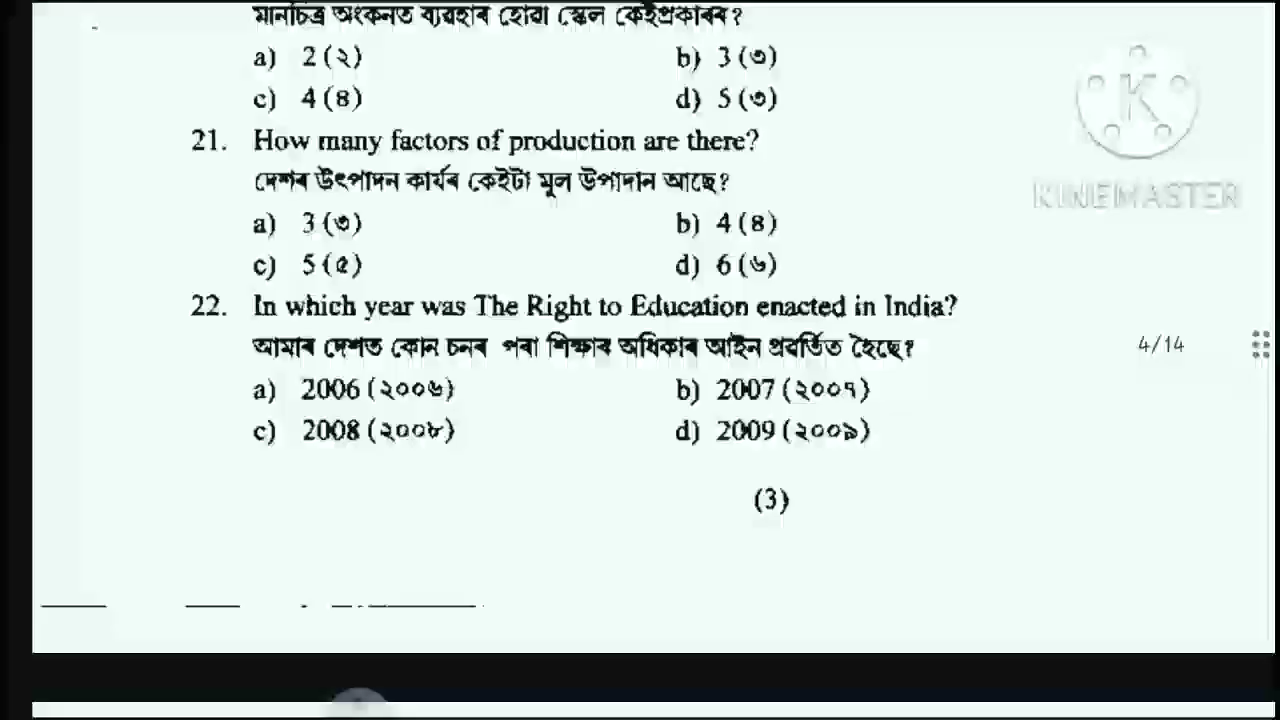 মানচিত্ৰ অংকনত ব্যৱহাৰ হোৱা স্কেল কেইপ্ৰকাৰৰ?
a) 2 (২)
b) 3 (৩)
c) 4 (৪)
d) 5 (৩)
21. How many factors of production are there?
দেশৰ উৎপাদন কাৰ্যৰ কেইটা মূল উপাদান আছে?
a) 3 (৩)
b) 4 (৪)
c) 5 (৫)
d) 6 (৬)
22. In which year was The Right to Education enacted in India?
আমাৰ দেশত কোন চনৰ পৰা শিক্ষাৰ অধিকাৰ আইন প্ৰৱৰ্তিত হৈছে?
a) 2006 (২০০৬)
b) 2007 (২০০৭)
c) 2008 (২০০৮)
d) 2009 (২০০৯)
(3)
K
KINEMASTER
4/14